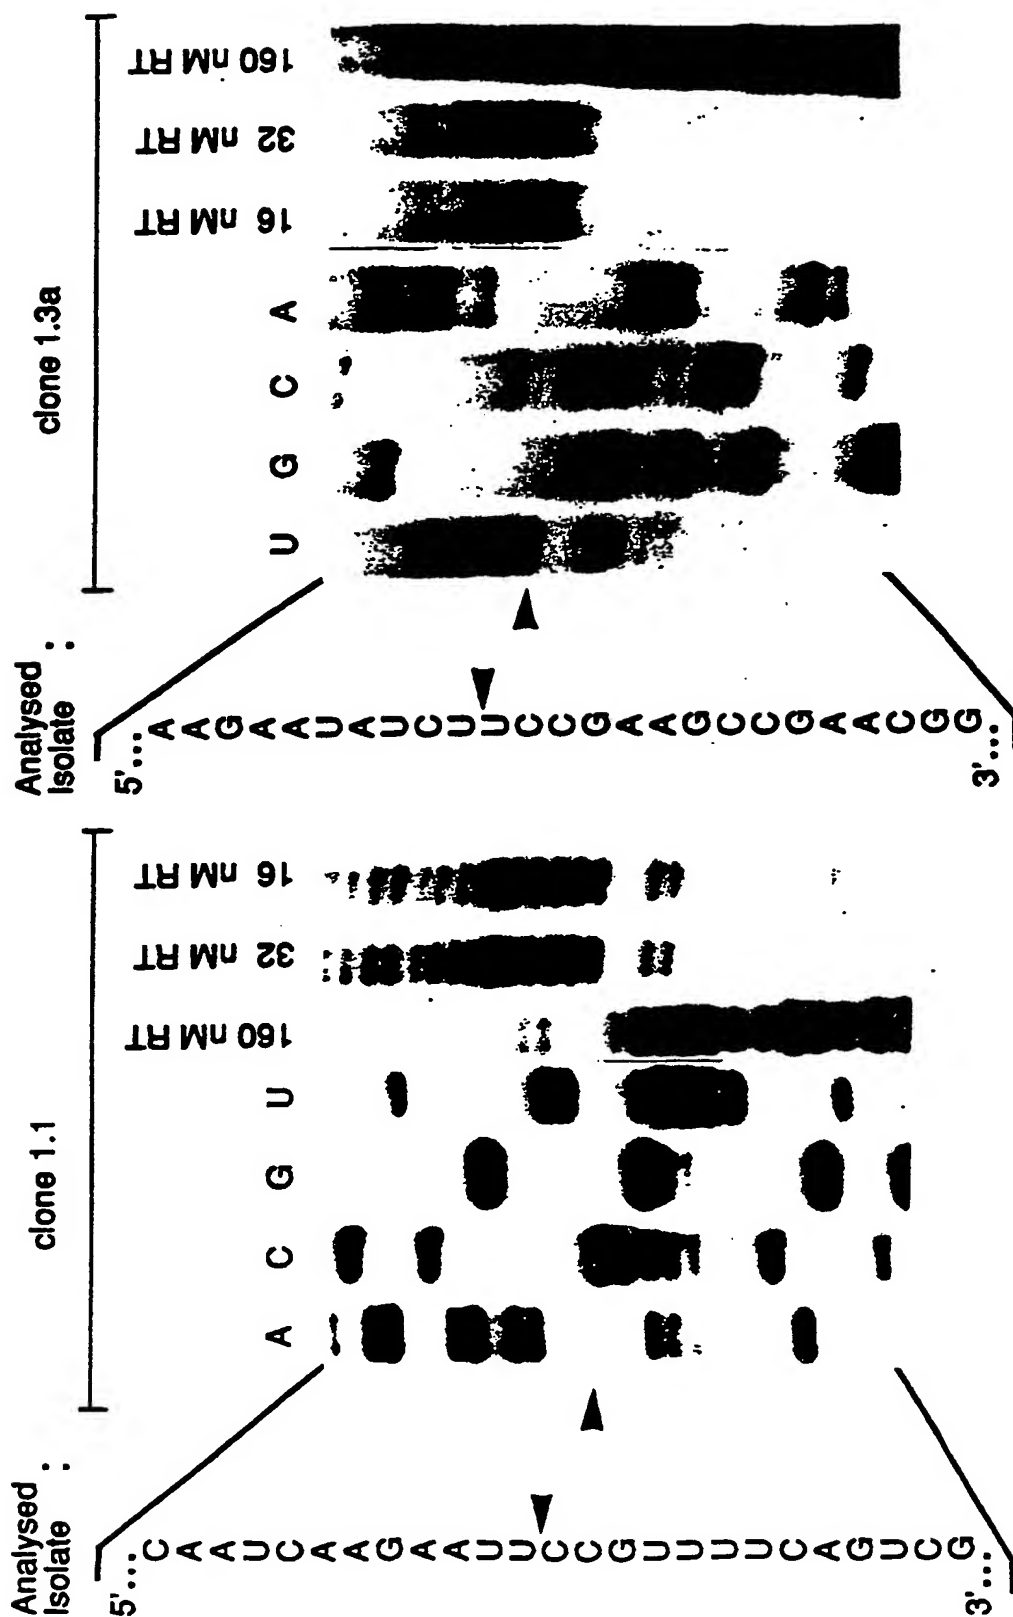 Analysed
Isolate :
clone 1.1
A C G U 160 nM RT 32 nM RT 16 nM RT
5'...CAAUCAAGAAUUCCGUUUUCAGUCG...
3'
Analysed
Isolate :
clone 1.3a
U G C A 16 nM RT 32 nM RT 160 nM RT
5'...AAGAAUAUCUUCCGAAGCCGAACGG...
3'